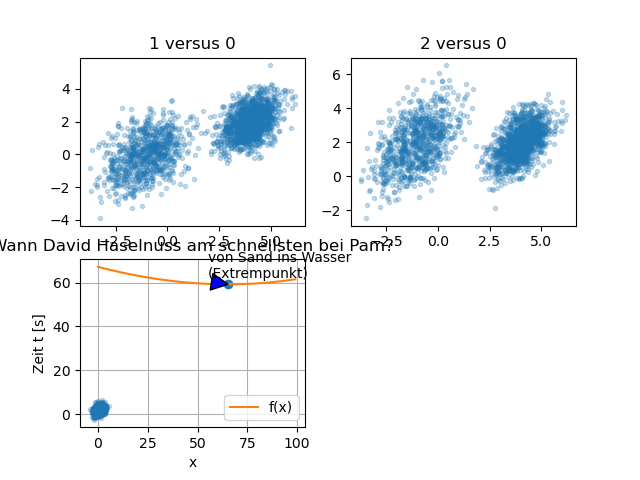 1 versus 0
2 versus 0
4
2
0
−2
−4
6
4
2
0
−2
−2.5 0.0 2.5 5.0
−2.5 0.0 2.5 5.0
Wann David Haselnuss am schnellsten bei Pam?
von Sand ins Wasser
(Extrempunkt)
60
40
20
0
Zeit t [s]
f(x)
0 25 50 75 100
x